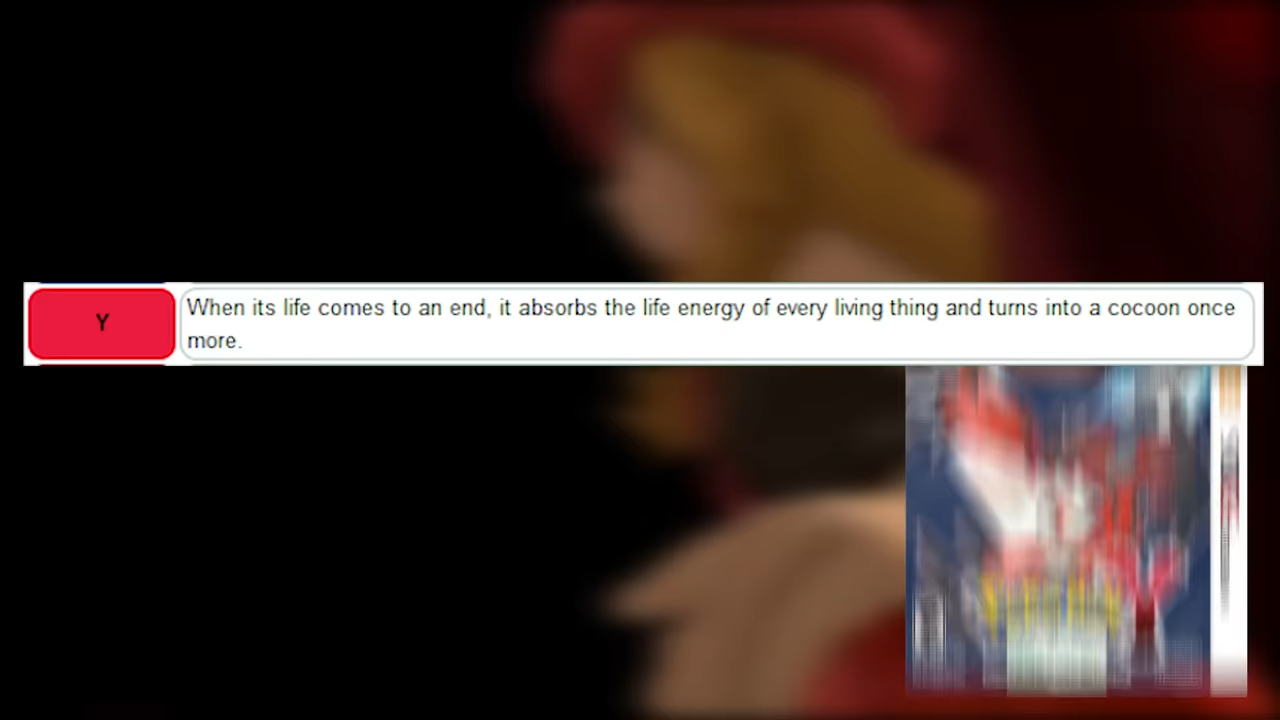 Y
When its life comes to an end, it absorbs the life energy of every living thing and turns into a cocoon once
more.